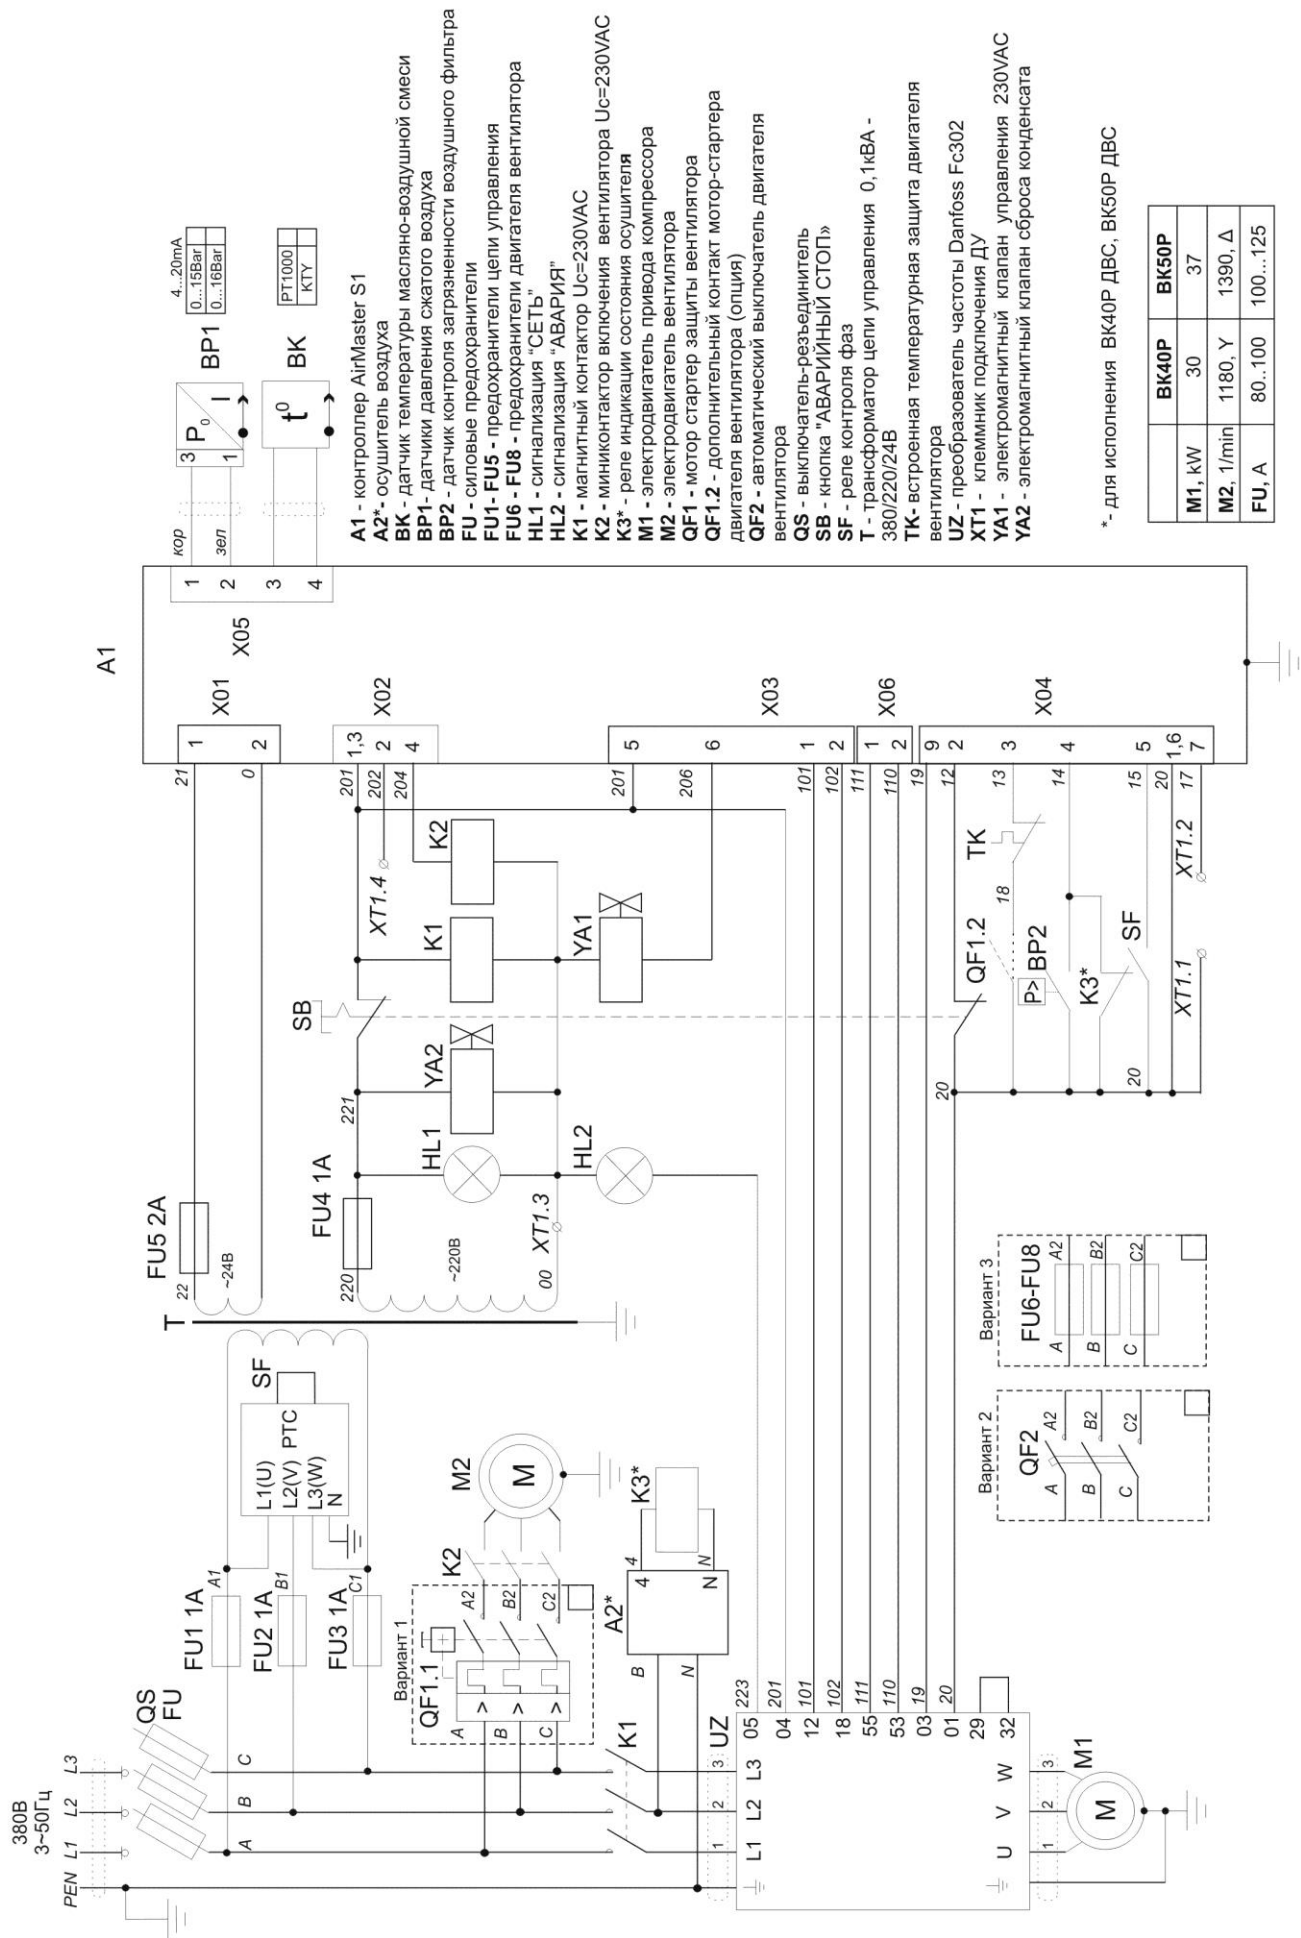 380В
3~50Гц
PEN
L1
L2
L3
QS
FU
A
B
C
FU1 1A
FU2 1A
FU3 1A
A1
B1
C1
L1(U)
L2(V) PTC
L3(W)
N
SF
T
22
~24В
FU5 2A
21
0
220
~220В
00
FU4 1A
XT1.3
HL1
HL2
221
YA2
SB
K1
K2
YA1
XT1.4
201
202
204
201
206
101
102
111
110
19
12
13
14
15
20
17
A1
X01
1
2
X02
1,3
2
4
X03
5
6
1
2
X06
1
2
X04
9
2
3
4
5
1,6
7
X05
1
2
3
4
кор
зел
3
1
P0
I
BP1
4...20mA
0...15Bar
0...16Bar
t0
BK
PT1000
KTY
Вариант 1
QF1.1
A
B
C
A2
B2
C2
K2
M2
M
A2*
B
N
4
N
4
N
K3*
K1
UZ
1
2
3
L1
L2
L3
223
201
101
102
111
110
19
20
05
04
12
18
55
53
03
01
29
32
U
V
W
1
2
3
M1
M
Вариант 2
QF2
A
B
C
A2
B2
C2
Вариант 3
FU6-FU8
A
B
C
A2
B2
C2
20
QF1.2
TK
18
P>
BP2
K3*
SF
20
XT1.1
XT1.2
A1 - контроллер AirMaster S1
A2*- осушитель воздуха
BK - датчик температуры масляно-воздушной смеси
BP1- датчики давления сжатого воздуха
BP2 - датчик контроля загрязненности воздушного фильтра
FU - силовые предохранители
FU1- FU5 - предохранители цепи управления
FU6 - FU8 - предохранители двигателя вентилятора
HL1 - сигнализация “СЕТЬ”
HL2 - сигнализация “АВАРИЯ”
K1 - магнитный контактор Uc=230VAC
K2 - миниконтактор включения вентилятора Uc=230VAC
K3* - реле индикации состояния осушителя
M1 - электродвигатель привода компрессора
M2 - электродвигатель вентилятора
QF1 - мотор стартер защиты вентилятора
QF1.2 - дополнительный контакт мотор-стартера
двигателя вентилятора (опция)
QF2 - автоматический выключатель двигателя
вентилятора
QS - выключатель-резъединитель
SB - кнопка "АВАРИЙНЫЙ СТОП»
SF - реле контроля фаз
T - трансформатор цепи управления 0,1кВА -
380/220/24В
TK- встроенная температурная защита двигателя
вентилятора
UZ - преобразователь частоты Danfoss Fc302
XT1 - клеммник подключения ДУ
YA1 - электромагнитный клапан управления 230VAC
YA2 - электромагнитный клапан сброса конденсата
*- для исполнения ВК40Р ДВС, ВК50Р ДВС
ВК40Р ВК50Р
M1, kW 30 37
M2, 1/min 1180, Y 1390, Δ
FU, A 80..100 100...125